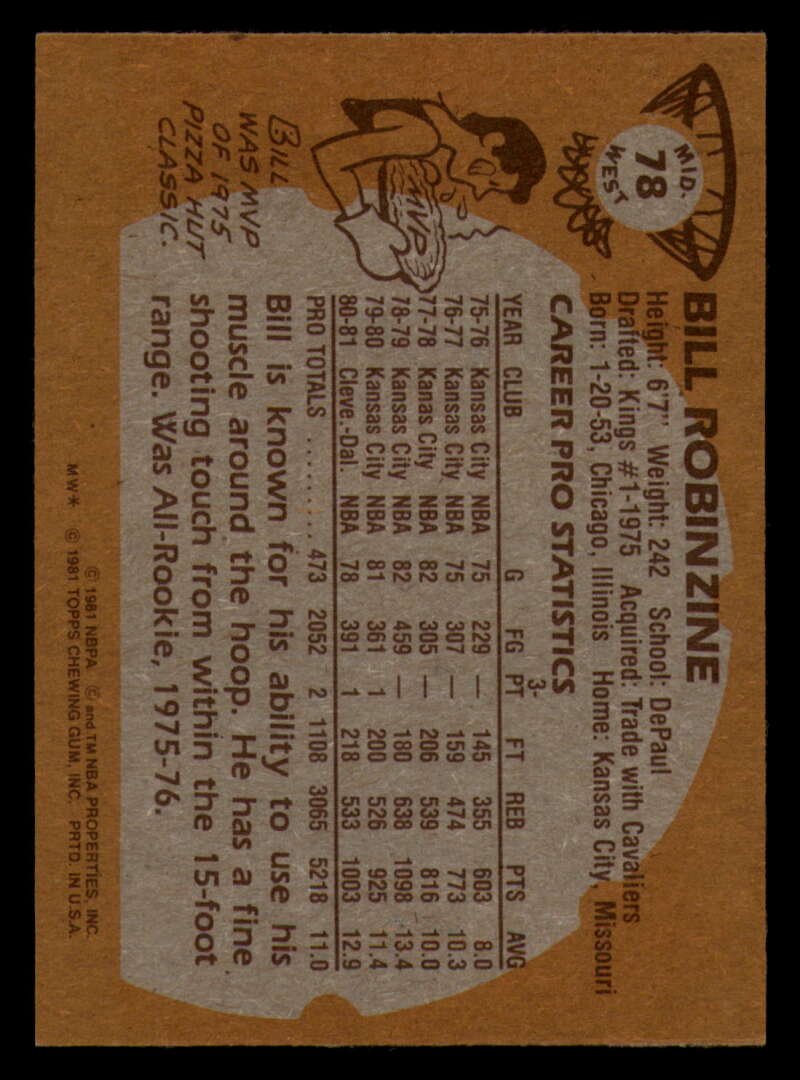 MID.
78
WEST
BILL ROBINZINE
Height: 6'7" Weight: 242 School: DePaul
Drafted: Kings #1-1975 Acquired: Trade with Cavaliers
Born: 1-20-53, Chicago, Illinois Home: Kansas City, Missouri
CAREER PRO STATISTICS
YEAR CLUB G FG 3-PT FT REB PTS AVG
75-76 Kansas City NBA 75 229 — 145 355 603 8.0
76-77 Kansas City NBA 75 307 — 159 474 773 10.3
77-78 Kanas City NBA 82 305 — 206 539 816 10.0
78-79 Kansas City NBA 82 459 — 180 638 1098 13.4
79-80 Kansas City NBA 81 361 1 200 526 925 11.4
80-81 Cleve.-Dal. NBA 78 391 1 218 533 1003 12.9
PRO TOTALS ......... 473 2052 2 1108 3065 5218 11.0
MVP
BILL
WAS MVP
OF 1975
PIZZA HUT
CLASSIC.
Bill is known for his ability to use his
muscle around the hoop. He has a fine
shooting touch from within the 15-foot
range. Was All-Rookie, 1975-76.
© 1981 NBPA © and TM NBA PROPERTIES, INC.
MW* © 1981 TOPPS CHEWING GUM, INC. PRTD. IN U.S.A.